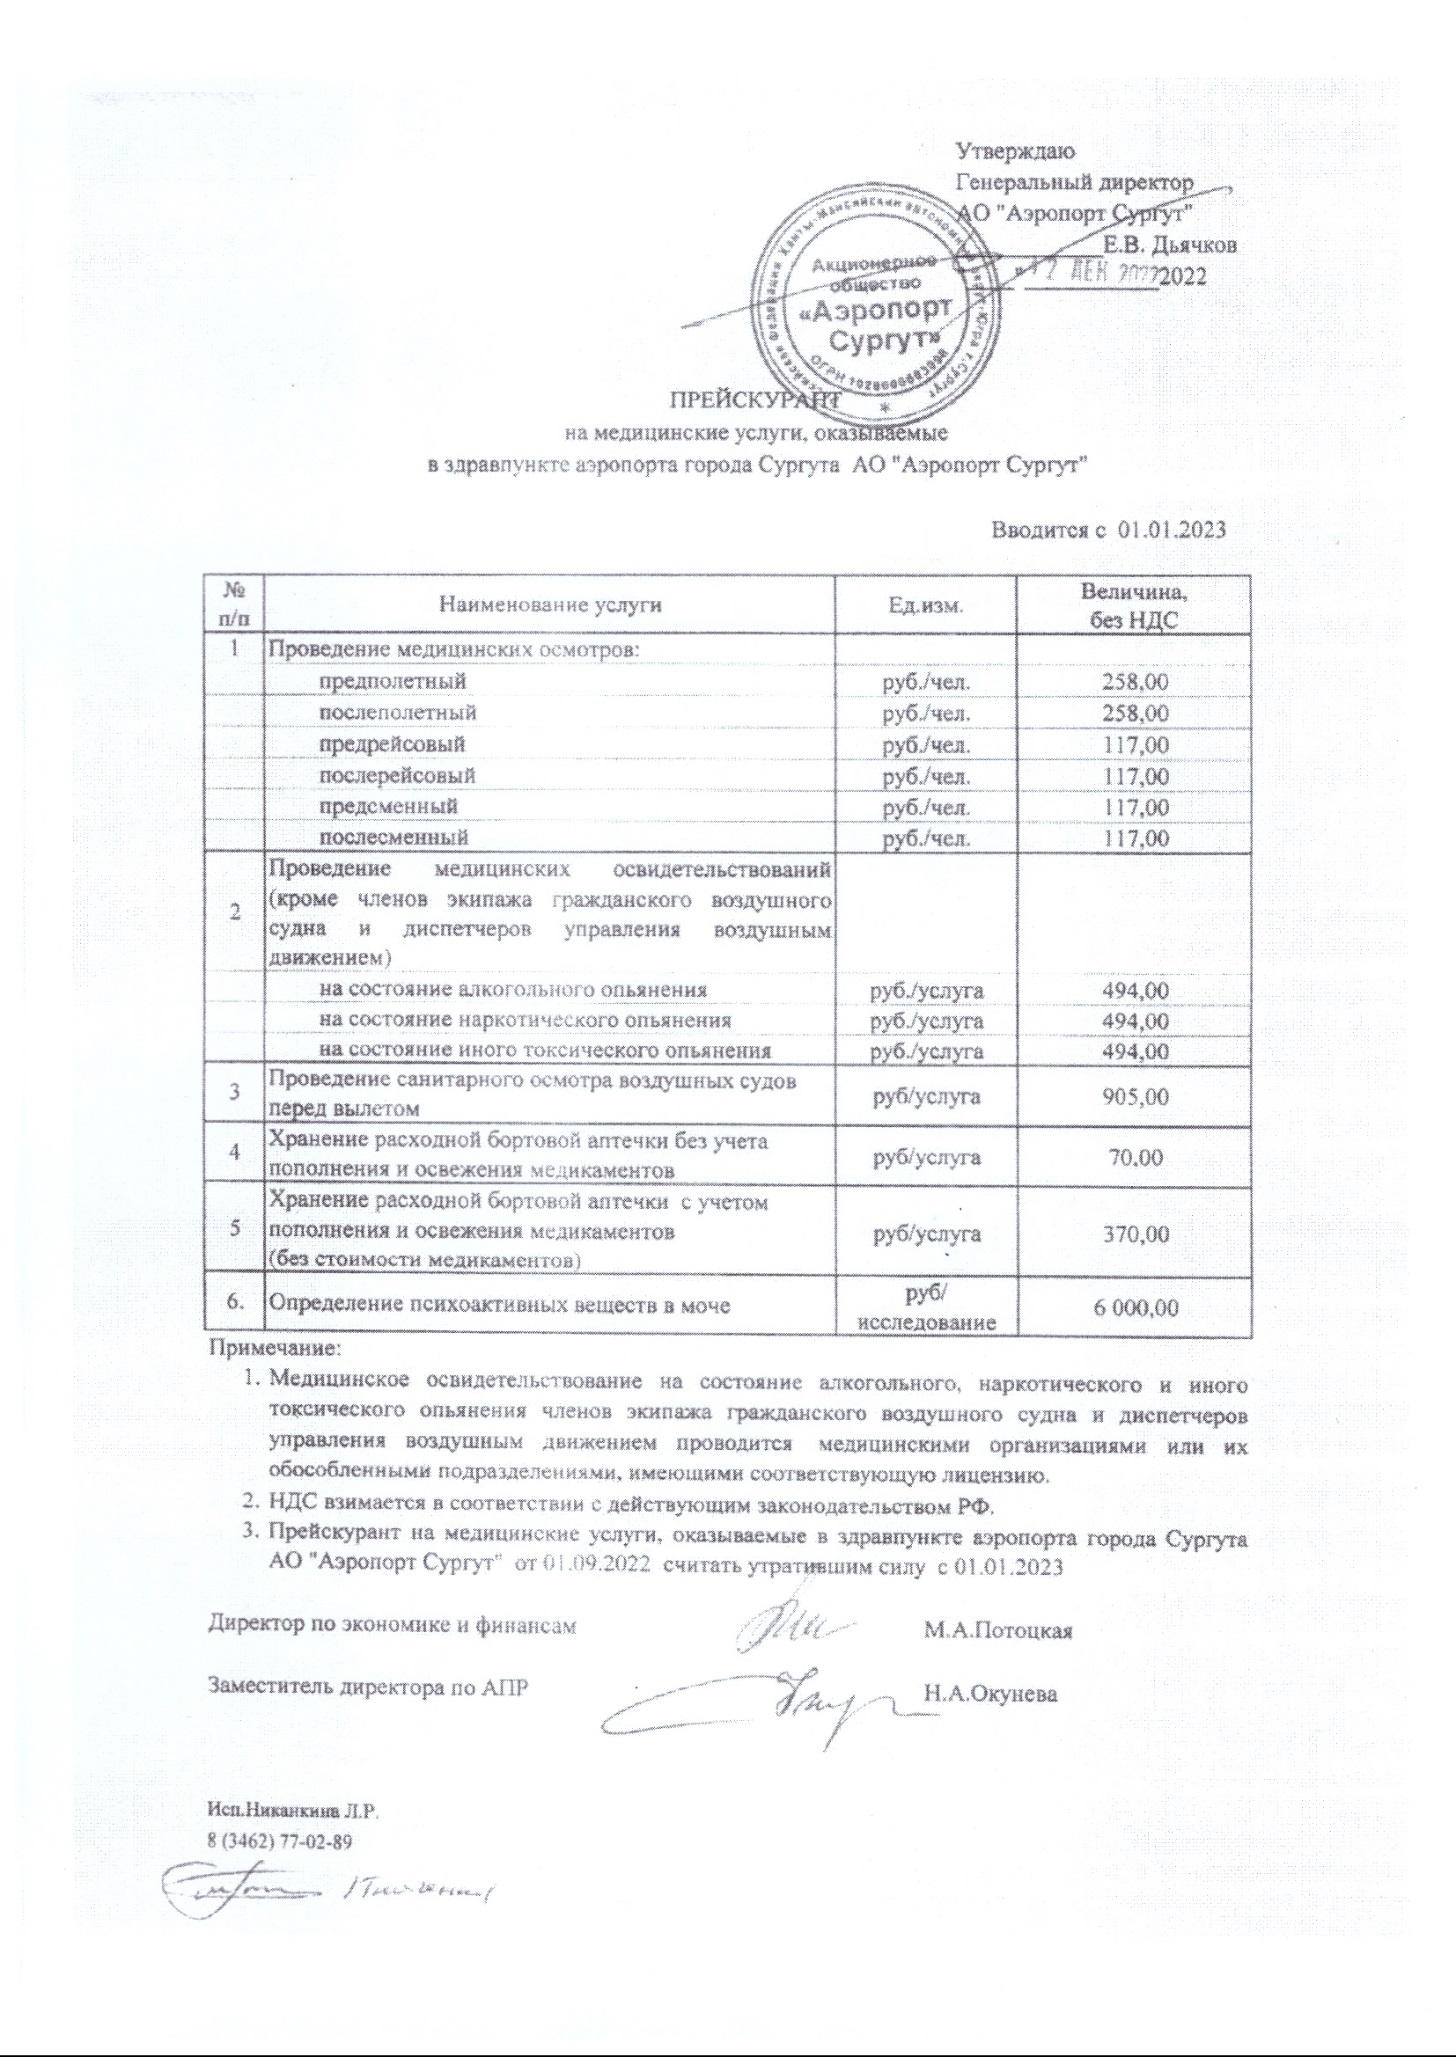 Утверждаю
Генеральный директор
АО "Аэропорт Сургут"
Е.В. Дьячков
" 12 ДЕК 2022 2022
Акционерное
общество
«Аэропорт
Сургут»
ПРЕЙСКУРАНТ
на медицинские услуги, оказываемые
в здравпункте аэропорта города Сургута АО "Аэропорт Сургут"
Вводится с 01.01.2023
№ п/п Наименование услуги Ед.изм. Величина, без НДС
1 Проведение медицинских осмотров:
предполетный руб./чел. 258,00
послеполетный руб./чел. 258,00
предрейсовый руб./чел. 117,00
послерейсовый руб./чел. 117,00
предсменный руб./чел. 117,00
послесменный руб./чел. 117,00
2 Проведение медицинских освидетельствований
(кроме членов экипажа гражданского воздушного
судна и диспетчеров управления воздушным
движением)
на состояние алкогольного опьянения руб./услуга 494,00
на состояние наркотического опьянения руб./услуга 494,00
на состояние иного токсического опьянения руб./услуга 494,00
3 Проведение санитарного осмотра воздушных судов
перед вылетом руб/услуга 905,00
4 Хранение расходной бортовой аптечки без учета
пополнения и освежения медикаментов руб/услуга 70,00
5 Хранение расходной бортовой аптечки с учетом
пополнения и освежения медикаментов руб/услуга 370,00
(без стоимости медикаментов)
6. Определение психоактивных веществ в моче руб/ исследование 6 000,00
Примечание:
1. Медицинское освидетельствование на состояние алкогольного, наркотического и иного
токсического опьянения членов экипажа гражданского воздушного судна и диспетчеров
управления воздушным движением проводится медицинскими организациями или их
обособленными подразделениями, имеющими соответствующую лицензию.
2. НДС взимается в соответствии с действующим законодательством РФ.
3. Прейскурант на медицинские услуги, оказываемые в здравпункте аэропорта города Сургута
АО "Аэропорт Сургут" от 01.09.2022 считать утратившим силу с 01.01.2023
Директор по экономике и финансам М.А.Потоцкая
Заместитель директора по АПР Н.А.Окунева
Исп.Никанкина Л.Р.
8 (3462) 77-02-89